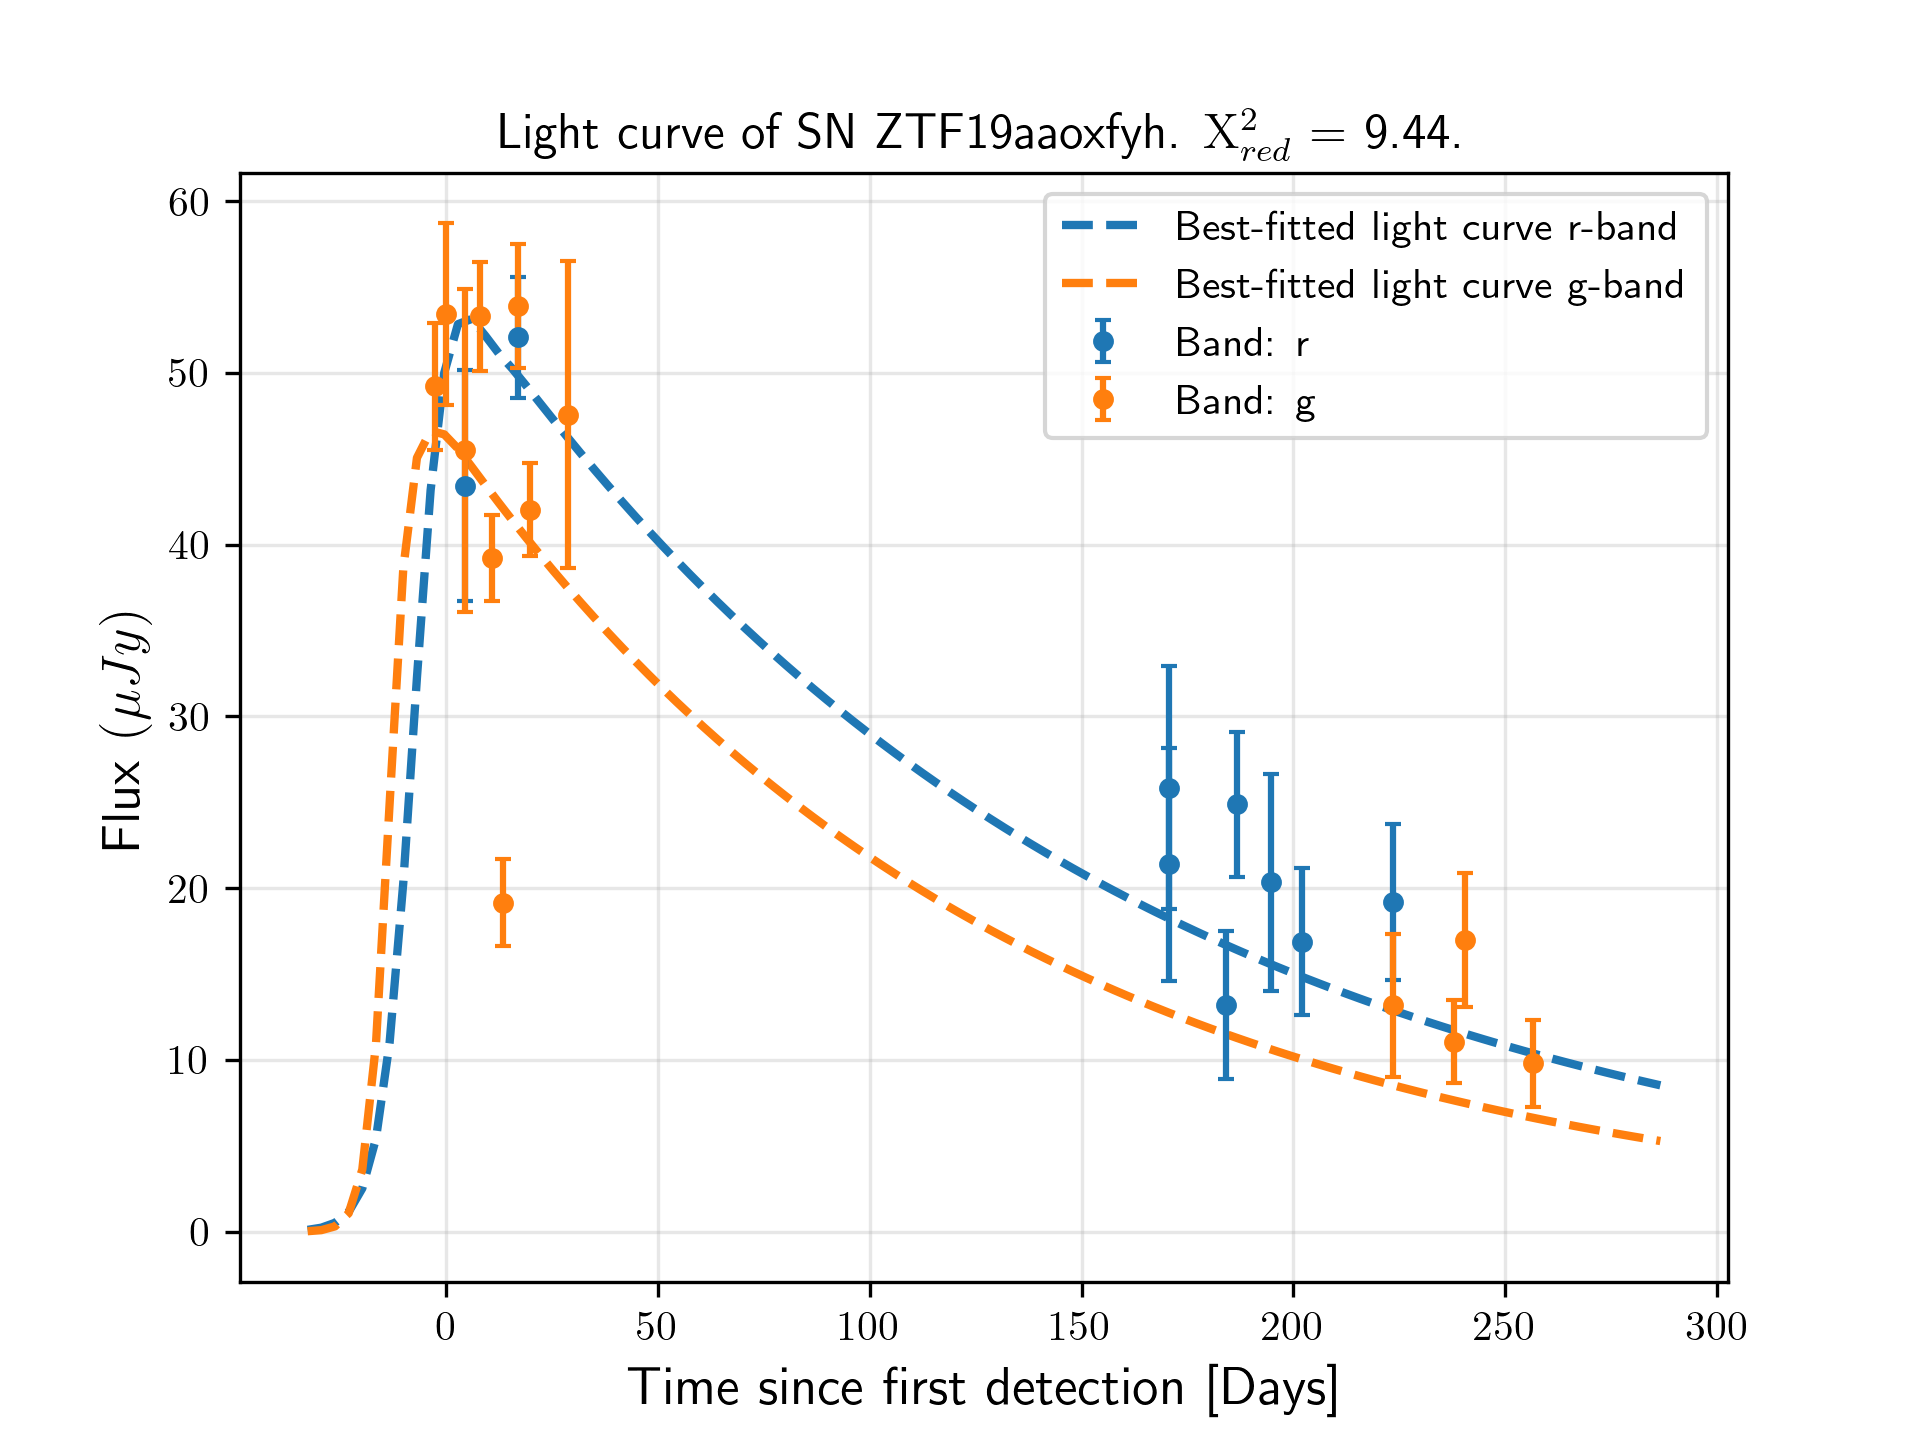 Light curve of SN ZTF19aaoxfyh. X²_red = 9.44.
Best-fitted light curve r-band
Best-fitted light curve g-band
Band: r
Band: g
Flux (μJy)
60
50
40
30
20
10
0
0 50 100 150 200 250 300
Time since first detection [Days]